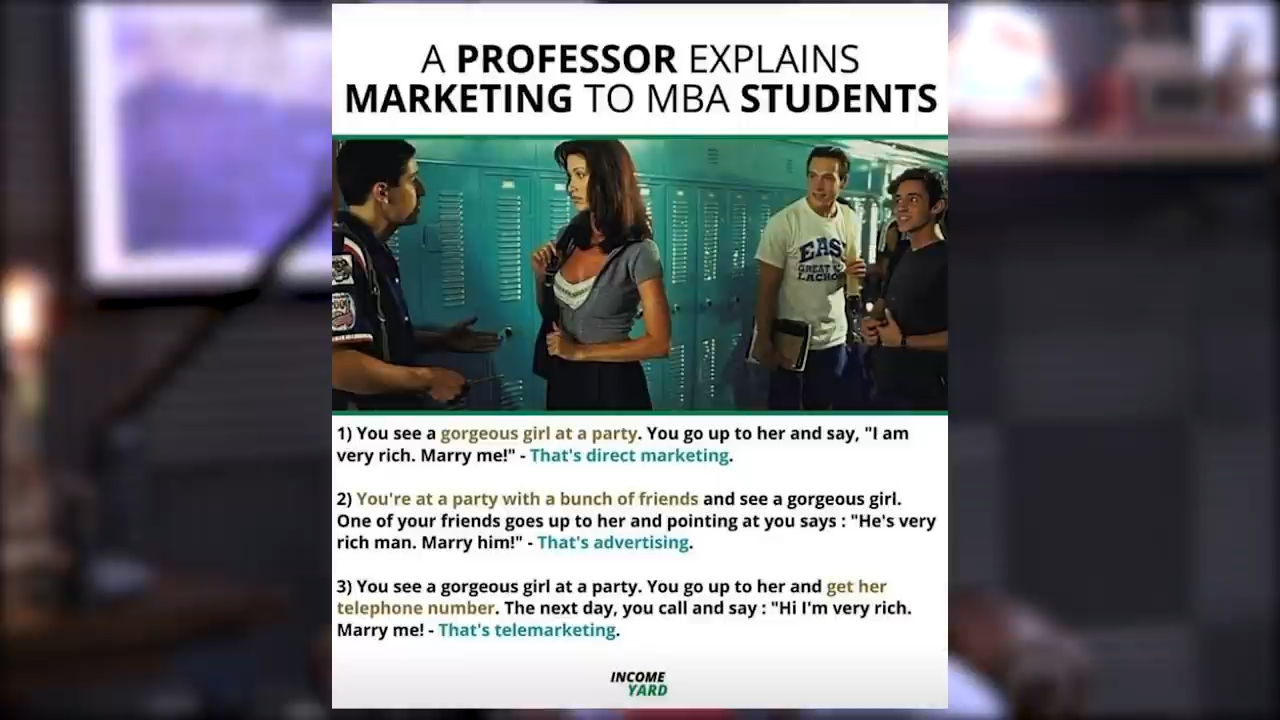 A PROFESSOR EXPLAINS
MARKETING TO MBA STUDENTS
EAS
GREAT
LACRO
1) You see a gorgeous girl at a party. You go up to her and say, "I am
very rich. Marry me!" - That's direct marketing.
2) You're at a party with a bunch of friends and see a gorgeous girl.
One of your friends goes up to her and pointing at you says : "He's very
rich man. Marry him!" - That's advertising.
3) You see a gorgeous girl at a party. You go up to her and get her
telephone number. The next day, you call and say : "Hi I'm very rich.
Marry me! - That's telemarketing.
INCOME
YARD